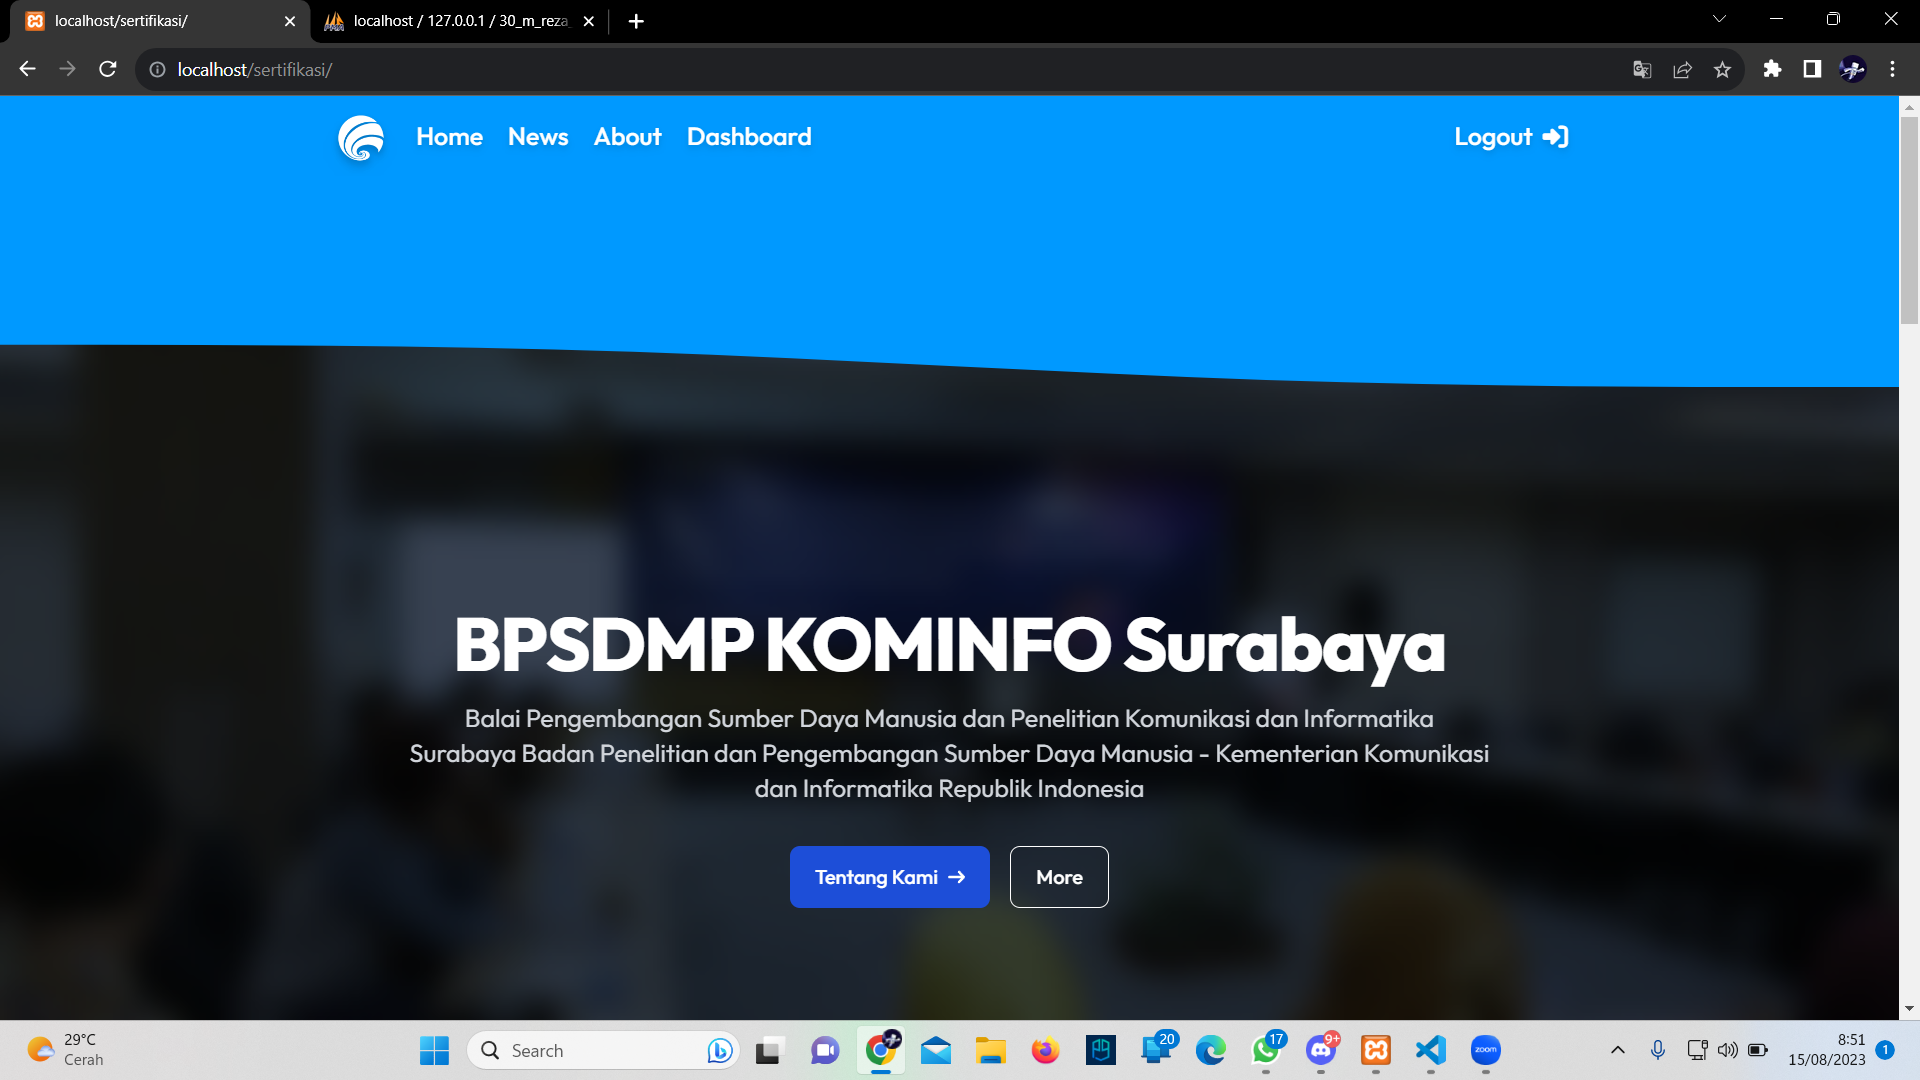 localhost/sertifikasi/
localhost / 127.0.0.1 / 30_m_reza_
localhost/sertifikasi/
Home News About Dashboard Logout
BPSDMP KOMINFO Surabaya
Balai Pengembangan Sumber Daya Manusia dan Penelitian Komunikasi dan Informatika
Surabaya Badan Penelitian dan Pengembangan Sumber Daya Manusia - Kementerian Komunikasi
dan Informatika Republik Indonesia
Tentang Kami → More
29°C
Cerah
Search
20
17
9+
zoom
8:51
15/08/2023
1